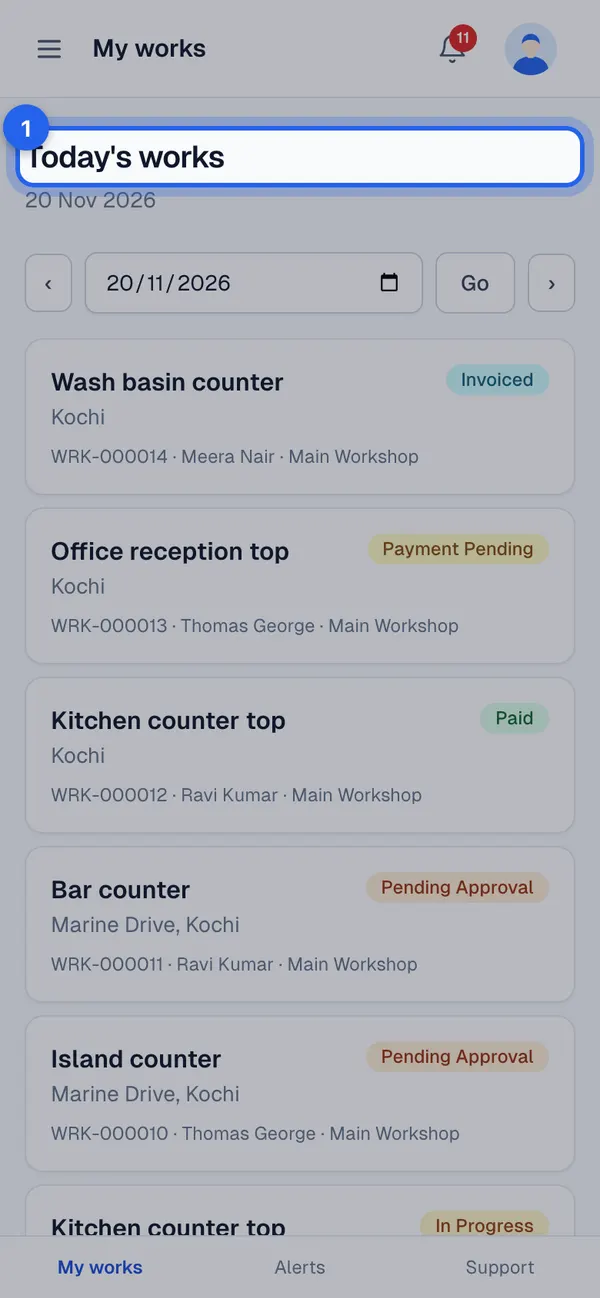 My works
11
1
Today's works
20 Nov 2026
‹ 20/11/2026 Go ›
Wash basin counter Invoiced
Kochi
WRK-000014 · Meera Nair · Main Workshop
Office reception top Payment Pending
Kochi
WRK-000013 · Thomas George · Main Workshop
Kitchen counter top Paid
Kochi
WRK-000012 · Ravi Kumar · Main Workshop
Bar counter Pending Approval
Marine Drive, Kochi
WRK-000011 · Ravi Kumar · Main Workshop
Island counter Pending Approval
Marine Drive, Kochi
WRK-000010 · Thomas George · Main Workshop
Kitchen counter top In Progress
My works Alerts Support